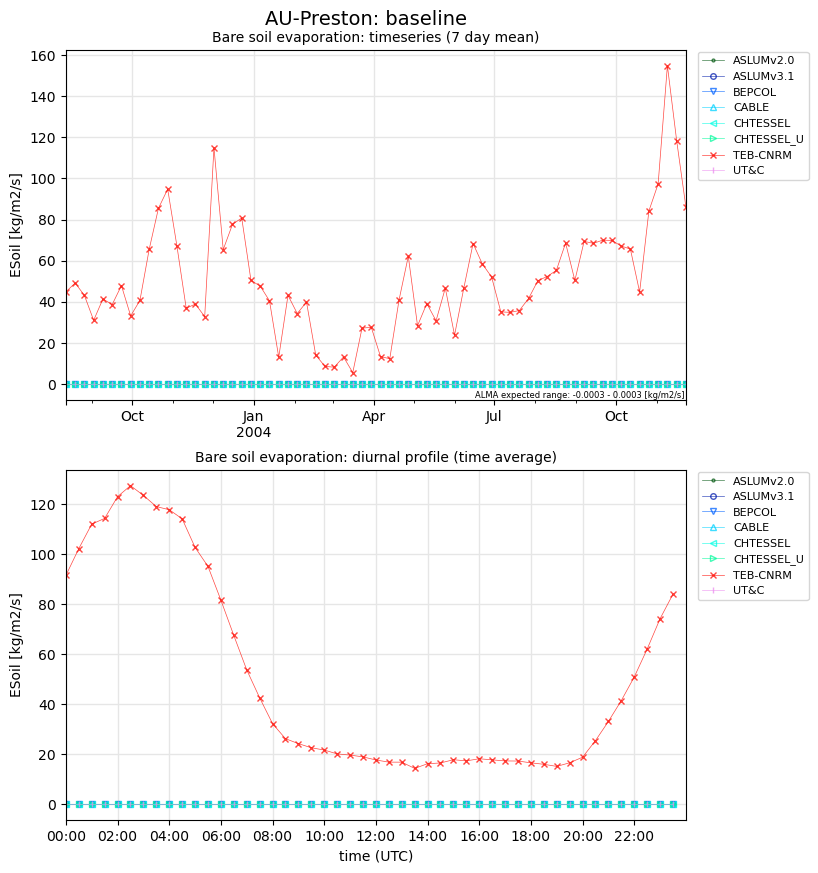 AU-Preston: baseline
Bare soil evaporation: timeseries (7 day mean)
160
140
120
100
80
60
40
20
0
ESoil [kg/m2/s]
Oct
Jan
2004
Apr
Jul
Oct
ALMA expected range: -0.0003 - 0.0003 [kg/m2/s]
ASLUMv2.0
ASLUMv3.1
BEPCOL
CABLE
CHTESSEL
CHTESSEL_U
TEB-CNRM
UT&C
Bare soil evaporation: diurnal profile (time average)
120
100
80
60
40
20
0
ESoil [kg/m2/s]
00:00
02:00
04:00
06:00
08:00
10:00
12:00
14:00
16:00
18:00
20:00
22:00
time (UTC)
ASLUMv2.0
ASLUMv3.1
BEPCOL
CABLE
CHTESSEL
CHTESSEL_U
TEB-CNRM
UT&C